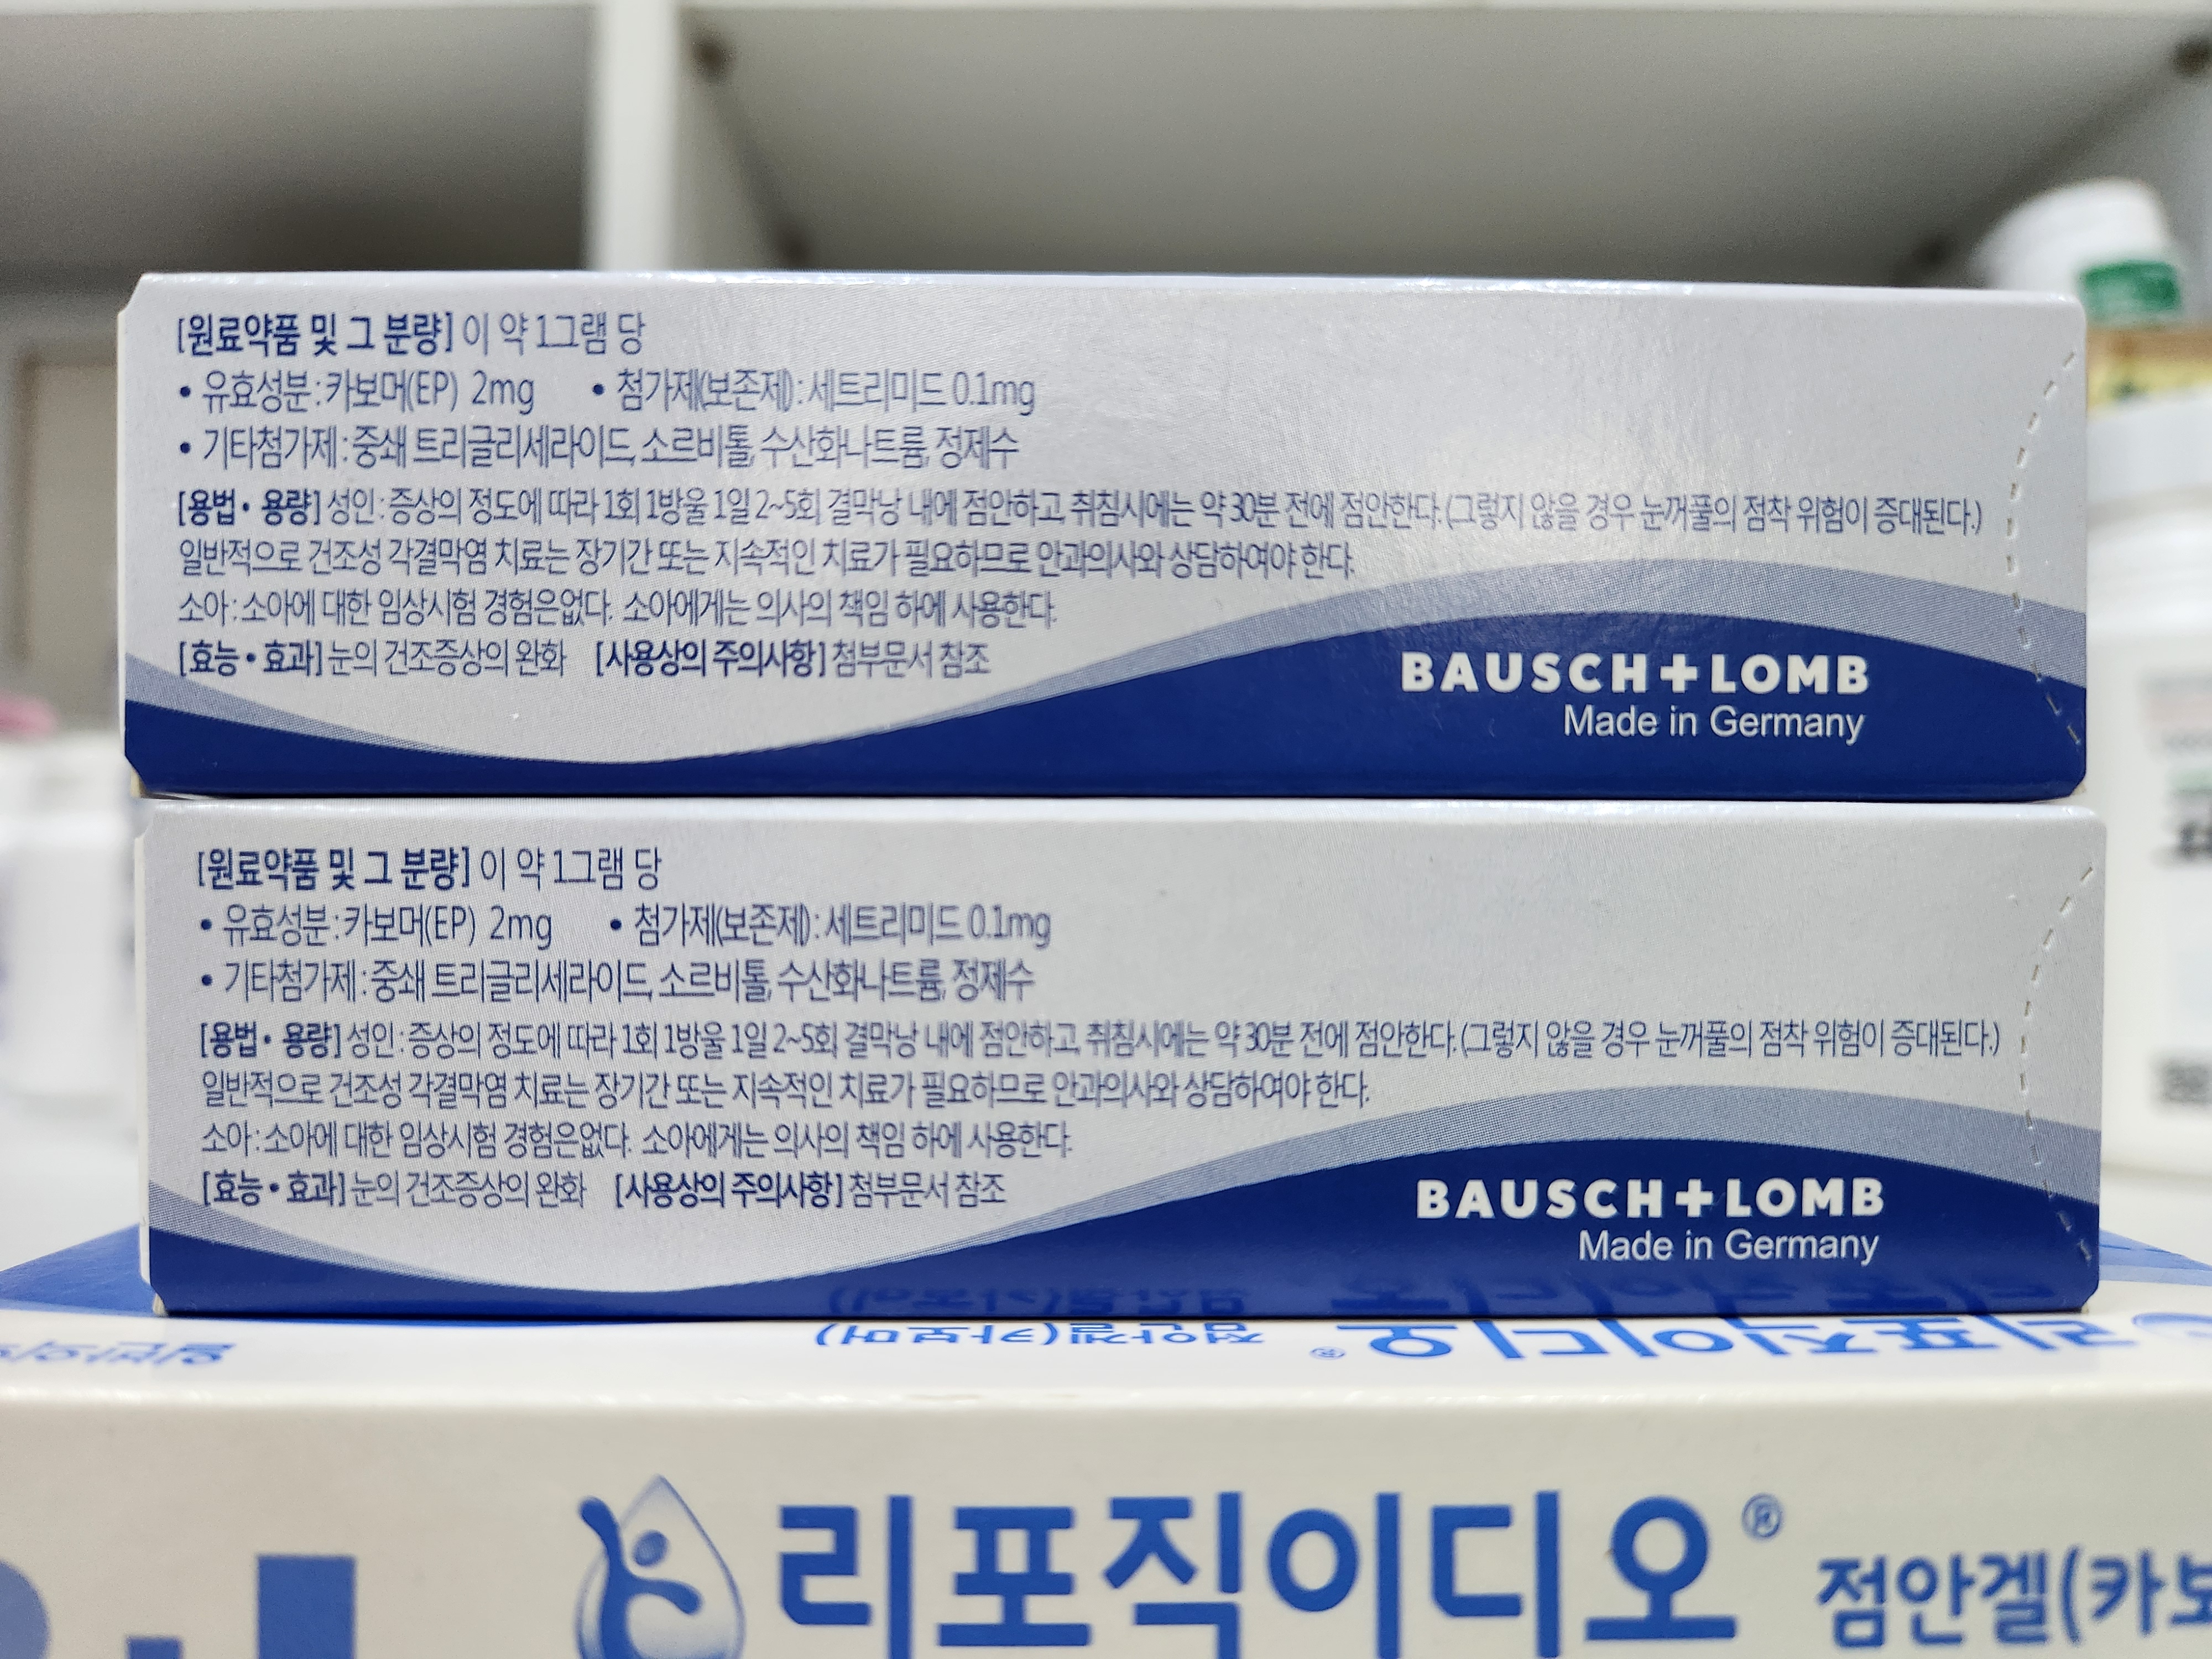 [원료약품 및 그 분량] 이 약 1그램 당
• 유효성분 : 카보머(EP) 2mg • 첨가제(보존제) : 세트리미드 0.1mg
• 기타첨가제 : 중쇄 트리글리세라이드, 소르비톨, 수산화나트륨, 정제수
[용법• 용량] 성인 : 증상의 정도에 따라 1회 1방울 1일 2~5회 결막낭 내에 점안하고, 취침시에는 약 30분 전에 점안한다. (그렇지 않을 경우 눈꺼풀의 점착 위험이 증대된다.)
일반적으로 건조성 각결막염 치료는 장기간 또는 지속적인 치료가 필요하므로 안과의사와 상담하여야 한다.
소아 : 소아에 대한 임상시험 경험은없다. 소아에게는 의사의 책임 하에 사용한다.
[효능 • 효과] 눈의 건조증상의 완화 [사용상의 주의사항] 첨부문서 참조
BAUSCH+LOMB
Made in Germany
[원료약품 및 그 분량] 이 약 1그램 당
• 유효성분 : 카보머(EP) 2mg • 첨가제(보존제) : 세트리미드 0.1mg
• 기타첨가제 : 중쇄 트리글리세라이드, 소르비톨, 수산화나트륨, 정제수
[용법• 용량] 성인 : 증상의 정도에 따라 1회 1방울 1일 2~5회 결막낭 내에 점안하고, 취침시에는 약 30분 전에 점안한다. (그렇지 않을 경우 눈꺼풀의 점착 위험이 증대된다.)
일반적으로 건조성 각결막염 치료는 장기간 또는 지속적인 치료가 필요하므로 안과의사와 상담하여야 한다.
소아 : 소아에 대한 임상시험 경험은없다. 소아에게는 의사의 책임 하에 사용한다.
[효능 • 효과] 눈의 건조증상의 완화 [사용상의 주의사항] 첨부문서 참조
BAUSCH+LOMB
Made in Germany
리포직이디오® 점안겔(카보머)
리포직이디오® 점안겔(카보